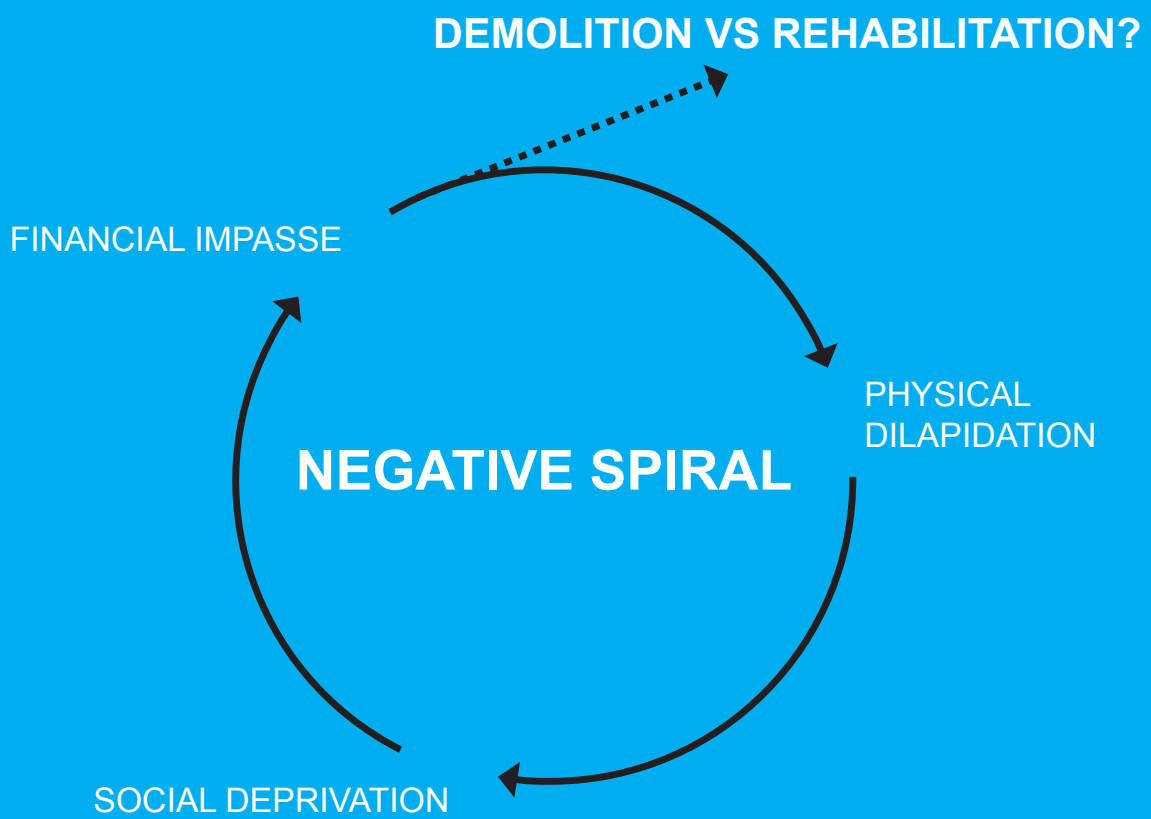 DEMOLITION VS REHABILITATION?
FINANCIAL IMPASSE
PHYSICAL
DILAPIDATION
NEGATIVE SPIRAL
SOCIAL DEPRIVATION